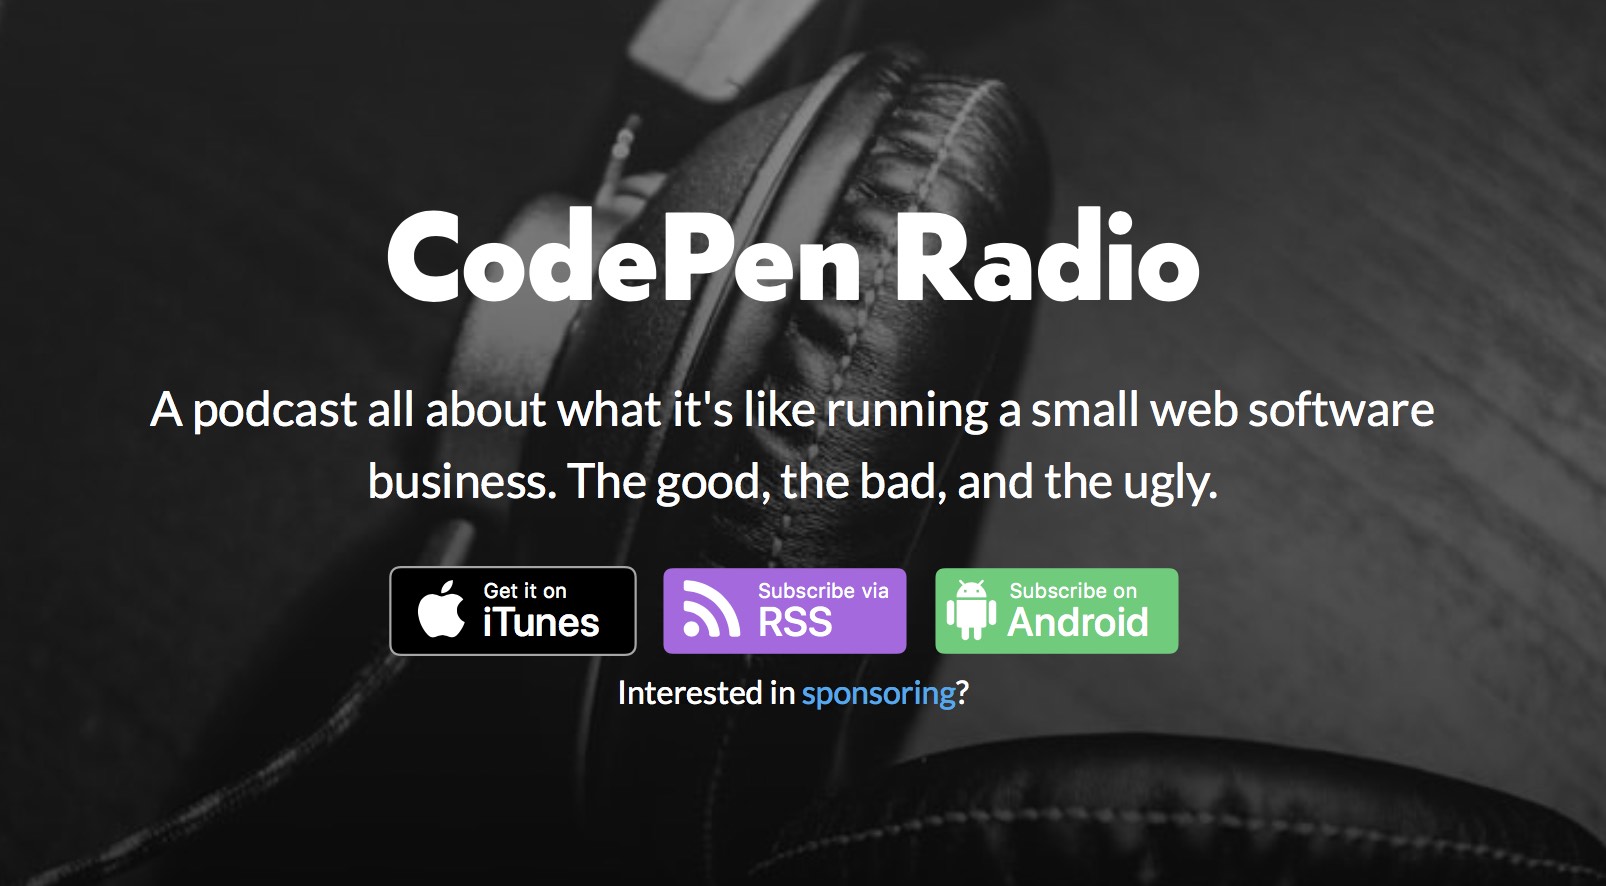 CodePen Radio
A podcast all about what it's like running a small web software
business. The good, the bad, and the ugly.
Get it on
iTunes
Subscribe via
RSS
Subscribe on
Android
Interested in sponsoring?